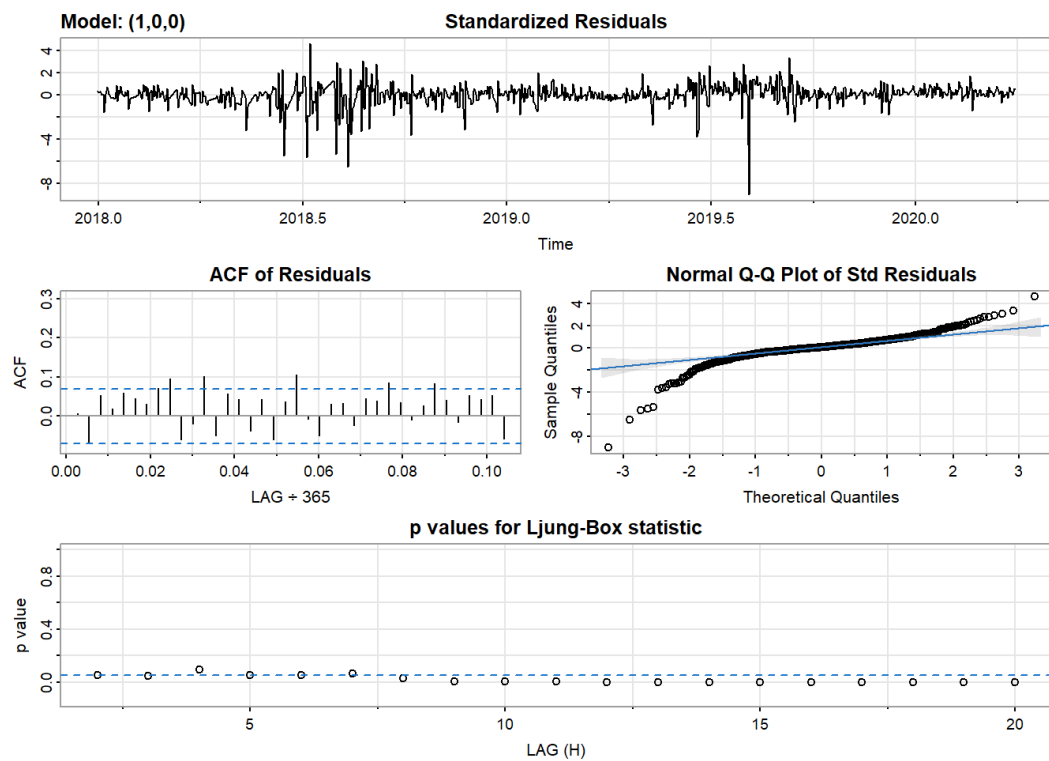 Model: (1,0,0) Standardized Residuals
4
2
0
-4
-8
2018.0 2018.5 2019.0 2019.5 2020.0
Time
ACF of Residuals
ACF
0.3
0.2
0.1
0.0
0.00 0.02 0.04 0.06 0.08 0.10
LAG ÷ 365
Normal Q-Q Plot of Std Residuals
Sample Quantiles
4
2
0
-4
-8
-3 -2 -1 0 1 2 3
Theoretical Quantiles
p values for Ljung-Box statistic
p value
0.8
0.4
0.0
5 10 15 20
LAG (H)